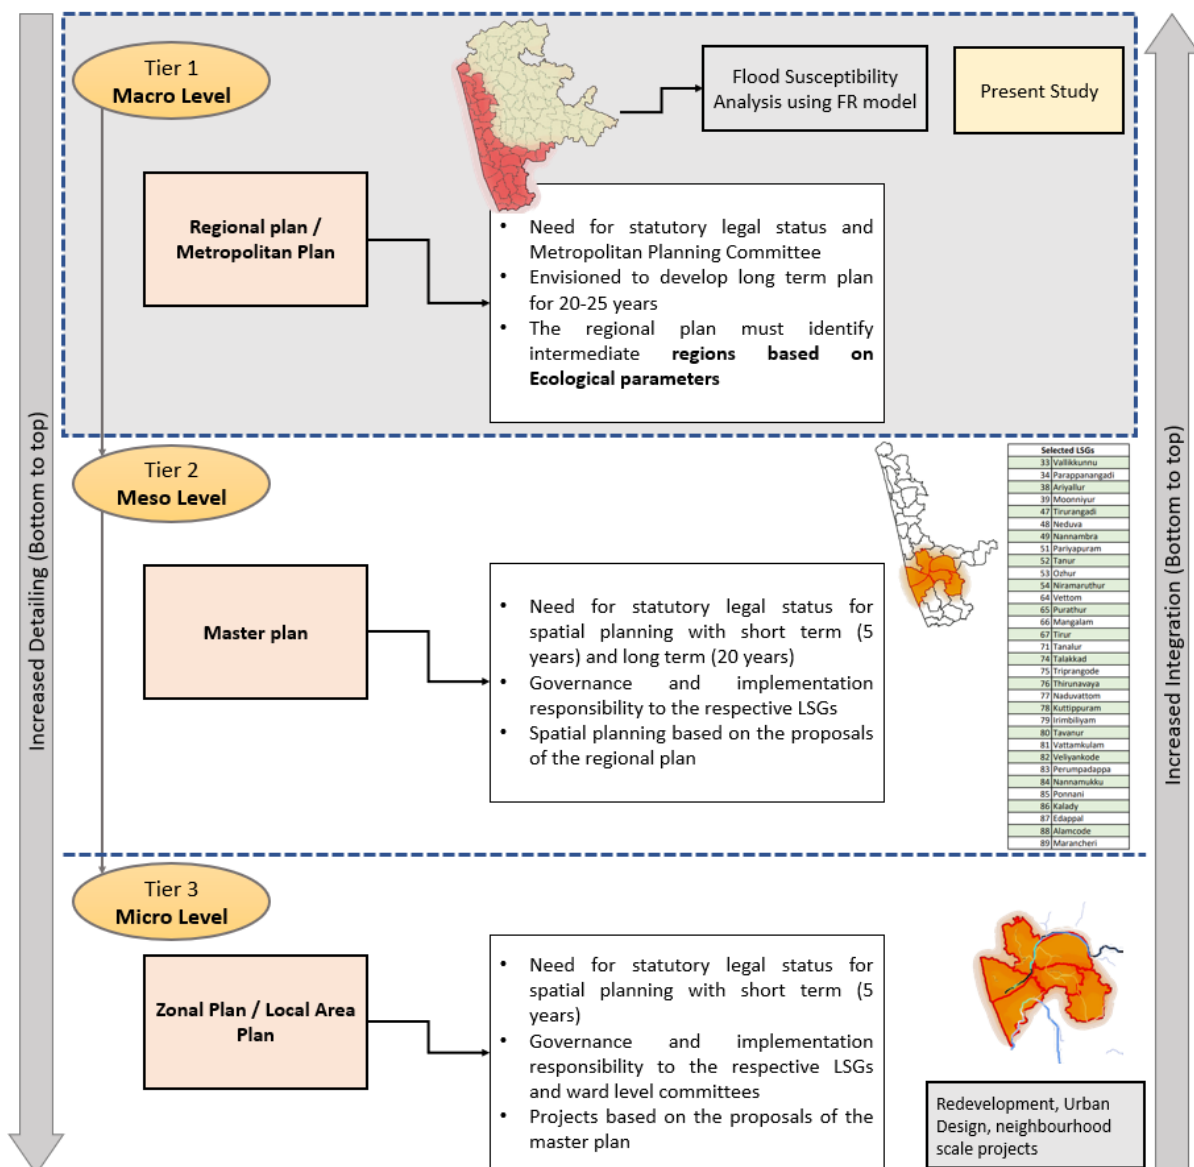 Increased Detailing (Bottom to top)
Increased Integration (Bottom to top)
Tier 1
Macro Level
Flood Susceptibility
Analysis using FR model
Present Study
Regional plan /
Metropolitan Plan
• Need for statutory legal status and
Metropolitan Planning Committee
• Envisioned to develop long term plan
for 20-25 years
• The regional plan must identify
intermediate regions based on
Ecological parameters
Tier 2
Meso Level
Master plan
• Need for statutory legal status for
spatial planning with short term (5
years) and long term (20 years)
• Governance and implementation
responsibility to the respective LSGs
• Spatial planning based on the proposals
of the regional plan
Selected LSGs
33 Vallikkunnu
34 Parappanangadi
38 Ariyallur
39 Moonniyur
47 Tirurangadi
48 Neduva
49 Nannambra
51 Pariyapuram
52 Tanur
53 Ozhur
54 Niramaruthur
64 Vettom
65 Purathur
66 Mangalam
67 Tirur
71 Tanalur
74 Talakkad
75 Triprangode
76 Thirunavaya
77 Naduvattom
78 Kuttippuram
79 Irimbiliyam
80 Tavanur
81 Vattamkulam
82 Veliyankode
83 Perumpadappa
84 Nannamukku
85 Ponnani
86 Kalady
87 Edappal
88 Alamcode
89 Marancheri
Tier 3
Micro Level
Zonal Plan / Local Area
Plan
• Need for statutory legal status for
spatial planning with short term (5
years)
• Governance and implementation
responsibility to the respective LSGs
and ward level committees
• Projects based on the proposals of the
master plan
Redevelopment, Urban
Design, neighbourhood
scale projects